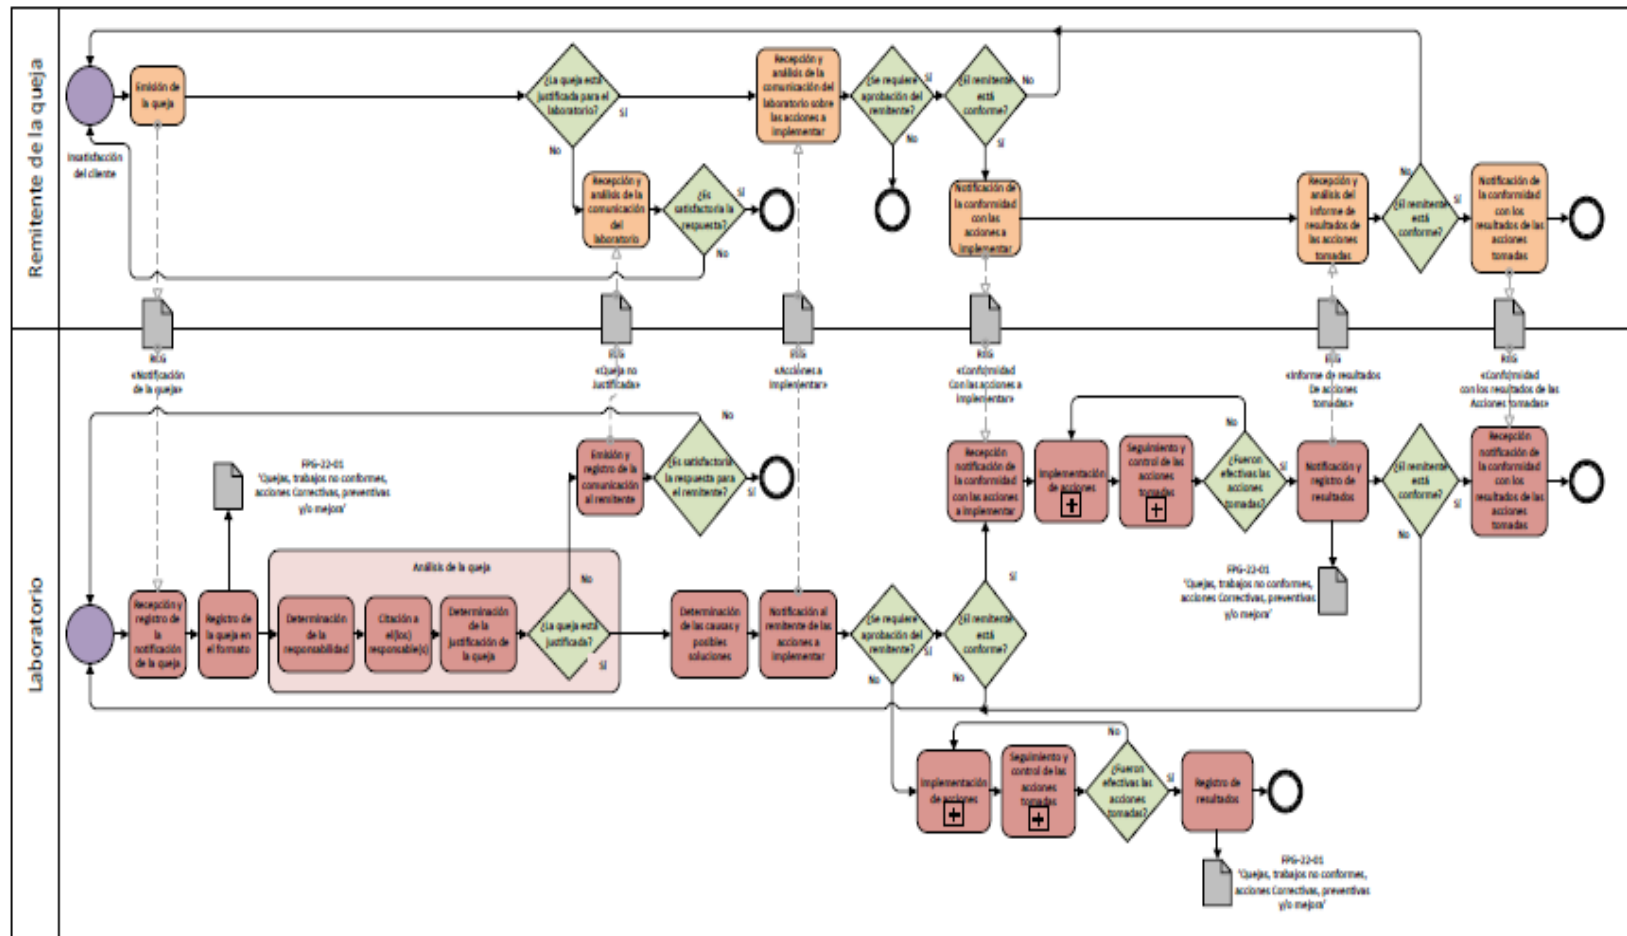 Remitente de la queja
Insatisfacción
del cliente
Emisión de
la queja
¿La queja está
justificada para el
laboratorio?
Sí
No
Recepción y
análisis de la
comunicación
del
laboratorio
¿Es
satisfactoria la
respuesta?
Sí
No
Recepción y
análisis de la
comunicación del
laboratorio sobre
las acciones a
implementar
¿Se requiere
aprobación del
remitente?
Sí
No
¿El remitente
está
conforme?
No
Sí
Notificación de
la conformidad
con las
acciones a
implementar
Recepción y
análisis del
informe de
resultados de
las acciones
tomadas
¿El remitente
está
conforme?
No
Sí
Notificación de
la conformidad
con los
resultados de las
acciones
tomadas
«Notificación
de la queja»
«Queja no
Justificada»
«Acciones a
Implementar»
«Conformidad
Con las acciones a
implementar»
«Informe de resultados
De acciones
tomadas»
«Conformidad
con los resultados de las
Acciones tomadas»
Laboratorio
Recepción y
registro de
la
notificación
de la queja
Registro de
la queja en
el formato
FPG-22-01
'Quejas, trabajos no conformes,
acciones Correctivas, preventivas
y/o mejora'
Análisis de la queja
Determinación
de la
responsabilidad
Citación a
el(los)
responsable(s)
Determinación
de la
justificación de
la queja
¿La queja está
justificada?
No
Sí
Emisión y
registro de la
comunicación
al remitente
¿Es satisfactoria
la respuesta para
el remitente?
No
Sí
Determinación
de las causas y
posibles
soluciones
Notificación al
remitente de las
acciones a
implementar
¿Se requiere
aprobación del
remitente?
Sí
No
¿El remitente
está
conforme?
Sí
No
Recepción
notificación de
la conformidad
con las acciones
a implementar
Implementación
de acciones
Seguimiento y
control de las
acciones
tomadas
¿Fueron
efectivas las
acciones
tomadas?
No
Sí
Notificación y
registro de
resultados
FPG-22-01
'Quejas, trabajos no conformes,
acciones Correctivas, preventivas
y/o mejora'
¿El remitente
está
conforme?
Sí
No
Recepción
notificación de
la conformidad
con los
resultados de las
acciones
tomadas
Implementación
de acciones
Seguimiento y
control de las
acciones
tomadas
¿Fueron
efectivas las
acciones
tomadas?
No
Sí
Registro de
resultados
FPG-22-01
'Quejas, trabajos no conformes,
acciones Correctivas, preventivas
y/o mejora'